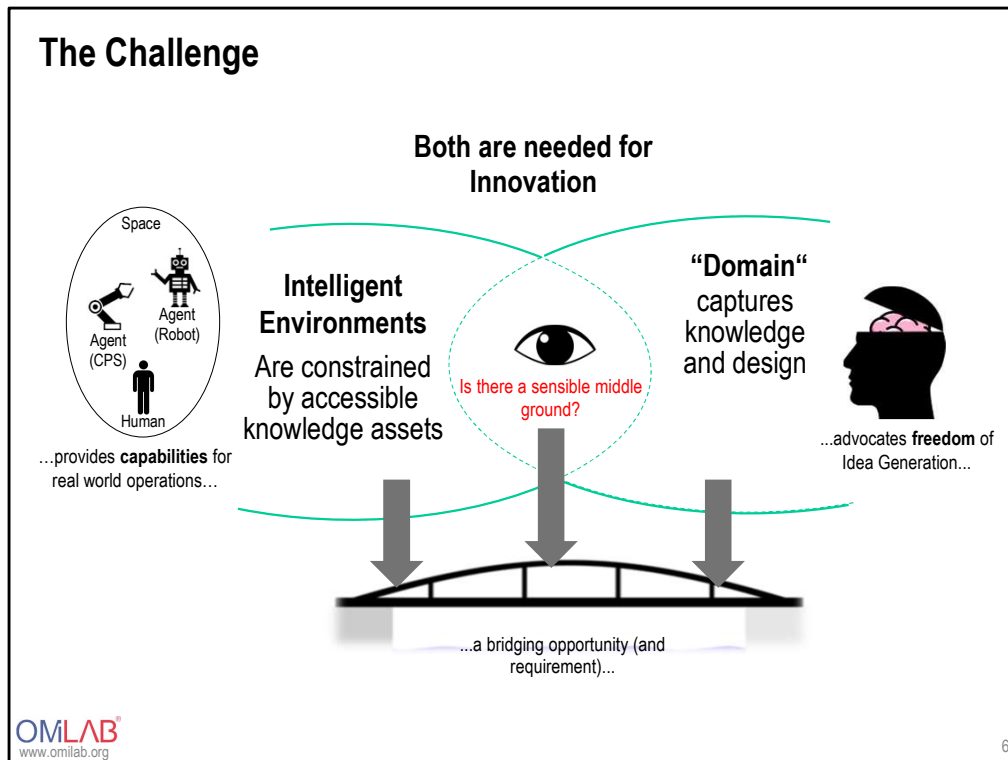 The Challenge
Both are needed for
Innovation
Space
Agent
(Robot)
Agent
(CPS)
Human
…provides capabilities for
real world operations…
Intelligent
Environments
Are constrained
by accessible
knowledge assets
Is there a sensible middle
ground?
“Domain“
captures
knowledge
and design
...advocates freedom of
Idea Generation...
...a bridging opportunity (and
requirement)...
OMiLAB®
www.omilab.org
6